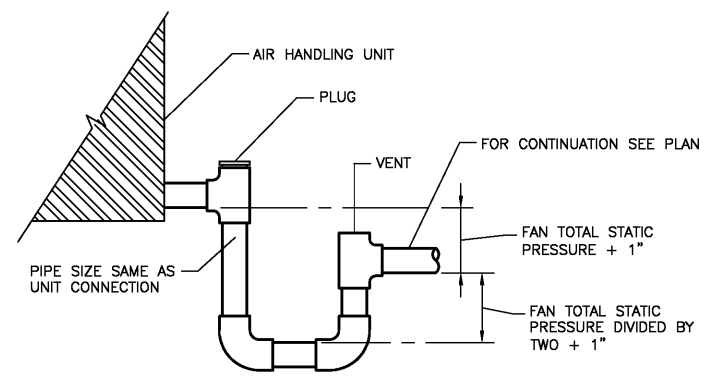 AIR HANDLING UNIT
PLUG
FOR CONTINUATION SEE PLAN
VENT
FAN TOTAL STATIC
PRESSURE + 1"
PIPE SIZE SAME AS
UNIT CONNECTION
FAN TOTAL STATIC
PRESSURE DIVIDED BY
TWO + 1"